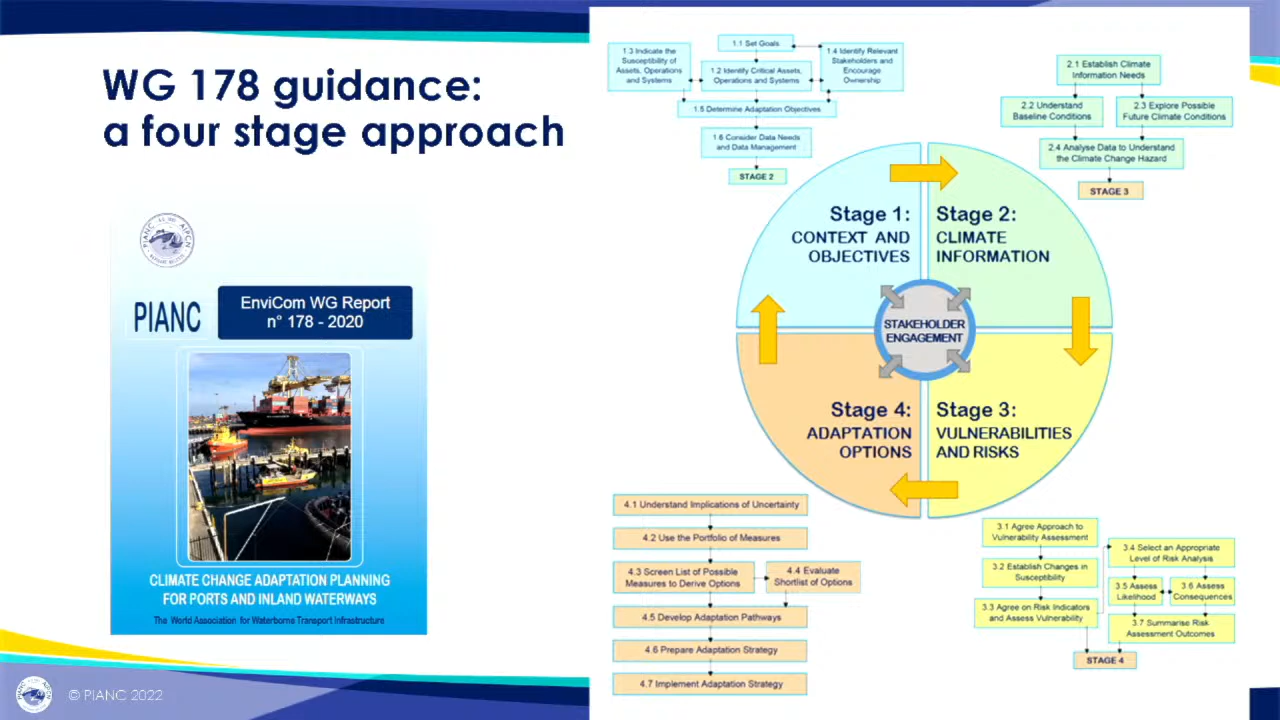 WG 178 guidance:
a four stage approach
PIANC
EnviCom WG Report
n° 178 - 2020
CLIMATE CHANGE ADAPTATION PLANNING
FOR PORTS AND INLAND WATERWAYS
The World Association for Waterborne Transport Infrastructure
© PIANC 2022
1.1 Set Goals
1.3 Indicate the
Susceptibility of
Assets, Operations
and Systems
1.2 Identify Critical Assets,
Operations and Systems
1.4 Identify Relevant
Stakeholders and
Encourage
Ownership
1.5 Determine Adaptation Objectives
1.6 Consider Data Needs
and Data Management
STAGE 2
2.1 Establish Climate
Information Needs
2.2 Understand
Baseline Conditions
2.3 Explore Possible
Future Climate Conditions
2.4 Analyse Data to Understand
the Climate Change Hazard
STAGE 3
Stage 1:
CONTEXT AND
OBJECTIVES
Stage 2:
CLIMATE
INFORMATION
STAKEHOLDER
ENGAGEMENT
Stage 4:
ADAPTATION
OPTIONS
Stage 3:
VULNERABILITIES
AND RISKS
4.1 Understand Implications of Uncertainty
4.2 Use the Portfolio of Measures
4.3 Screen List of Possible
Measures to Derive Options
4.4 Evaluate
Shortlist of Options
4.5 Develop Adaptation Pathways
4.6 Prepare Adaptation Strategy
4.7 Implement Adaptation Strategy
3.1 Agree Approach to
Vulnerability Assessment
3.2 Establish Changes in
Susceptibility
3.3 Agree on Risk Indicators
and Assess Vulnerability
3.4 Select an Appropriate
Level of Risk Analysis
3.5 Assess
Likelihood
3.6 Assess
Consequences
3.7 Summarise Risk
Assessment Outcomes
STAGE 4